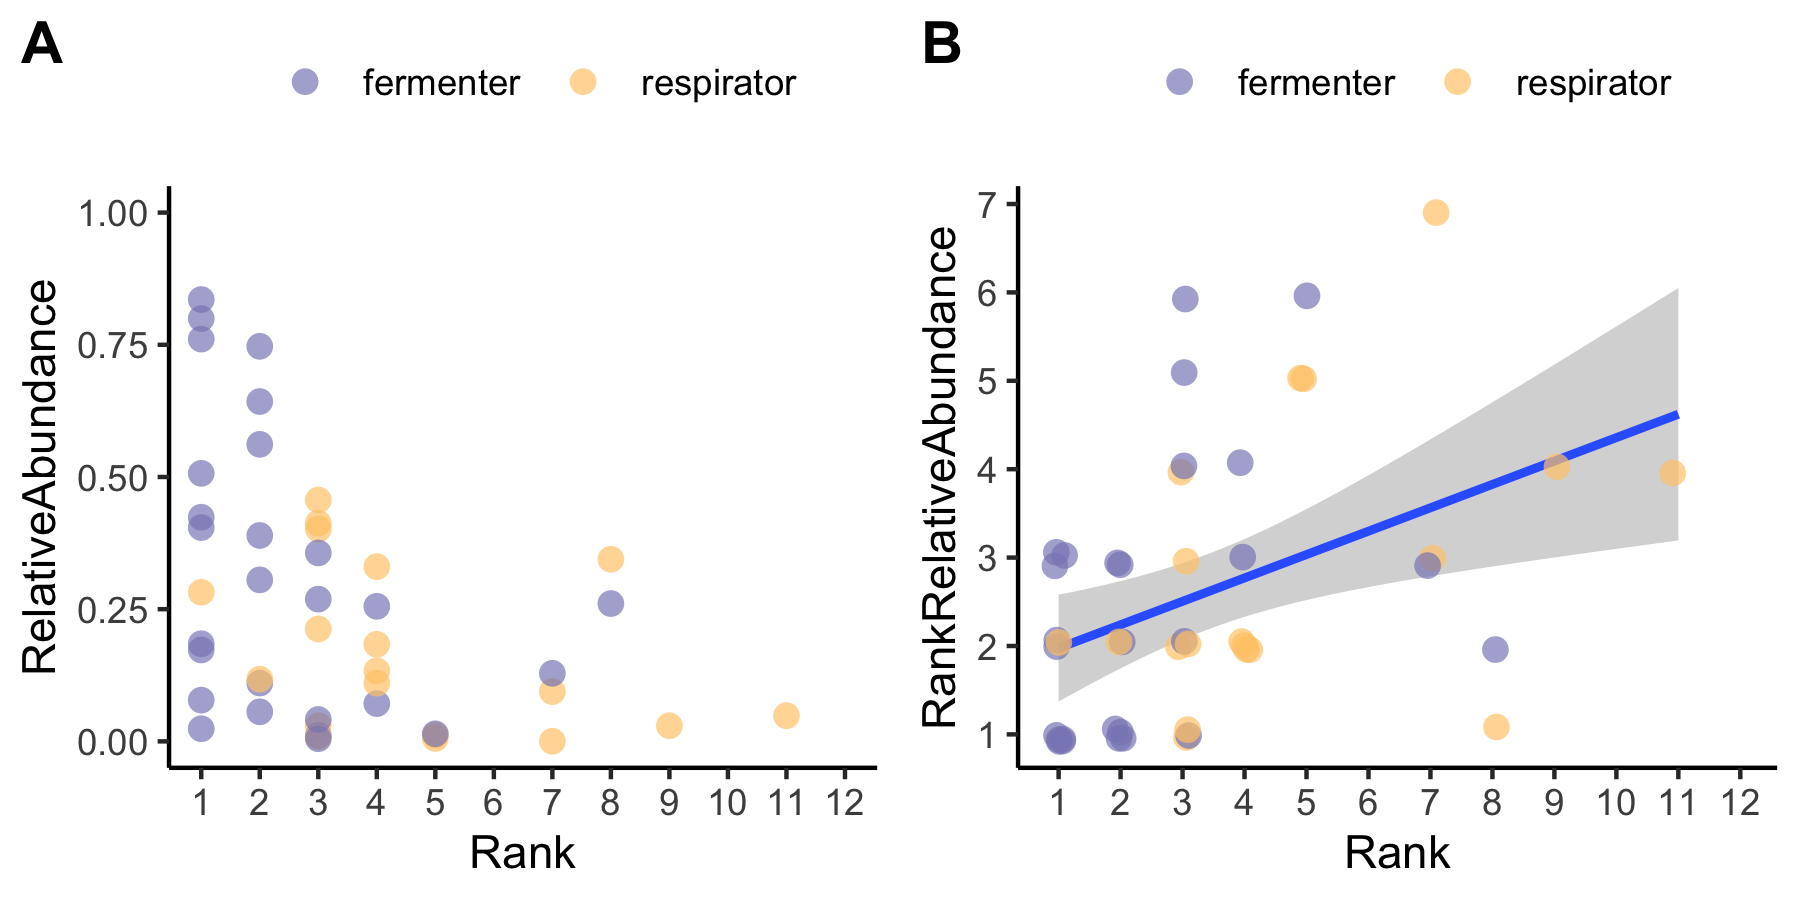 A
fermenter respirator
RelativeAbundance
1.00
0.75
0.50
0.25
0.00
1 2 3 4 5 6 7 8 9 10 11 12
Rank
B
fermenter respirator
RankRelativeAbundance
7
6
5
4
3
2
1
1 2 3 4 5 6 7 8 9 10 11 12
Rank